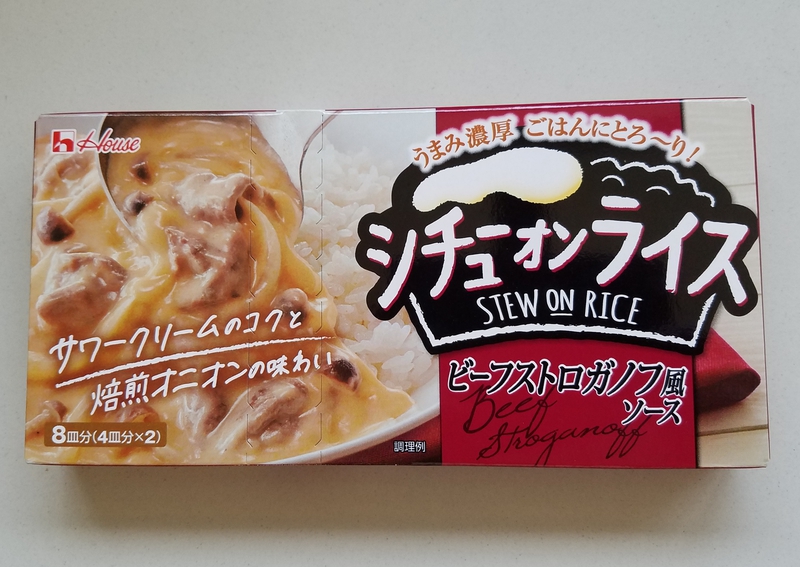 House
うまみ濃厚 ごはんにとろ〜り!
シチューオンライス
STEW ON RICE
ビーフストロガノフ風
ソース
Beef
Stroganoff
サワークリームのコクと
焙煎オニオンの味わい
8皿分(4皿分×2)
調理例